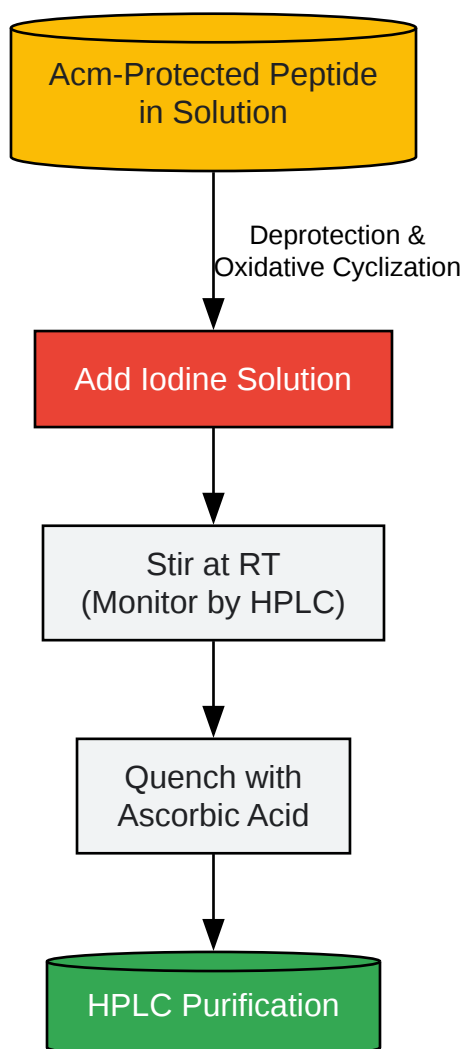 Acm-Protected Peptide
in Solution
Deprotection &
Oxidative Cyclization
Add Iodine Solution
Stir at RT
(Monitor by HPLC)
Quench with
Ascorbic Acid
HPLC Purification